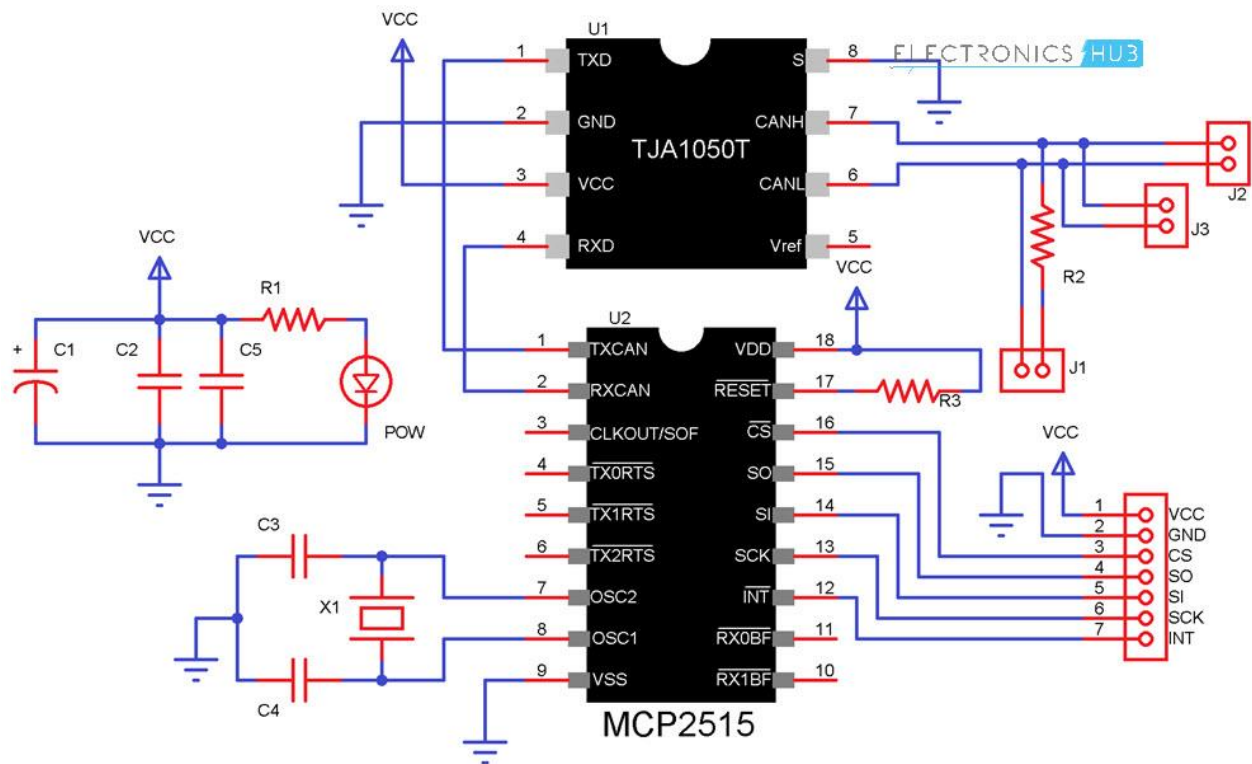 VCC
U1
ELECTRONICS HUB
1 TXD
2 GND
3 VCC
4 RXD
TJA1050T
S 8
CANH 7
CANL 6
Vref 5
J2
J3
R2
J1
VCC
R1
C1
+
C2
C5
POW
VCC
U2
1 TXCAN
2 RXCAN
3 CLKOUT/SOF
4 TX0RTS
5 TX1RTS
6 TX2RTS
7 OSC2
8 OSC1
9 VSS
VDD 18
RESET 17
CS 16
SO 15
SI 14
SCK 13
INT 12
RX0BF 11
RX1BF 10
MCP2515
R3
C3
X1
C4
VCC
1 VCC
2 GND
3 CS
4 SO
5 SI
6 SCK
7 INT